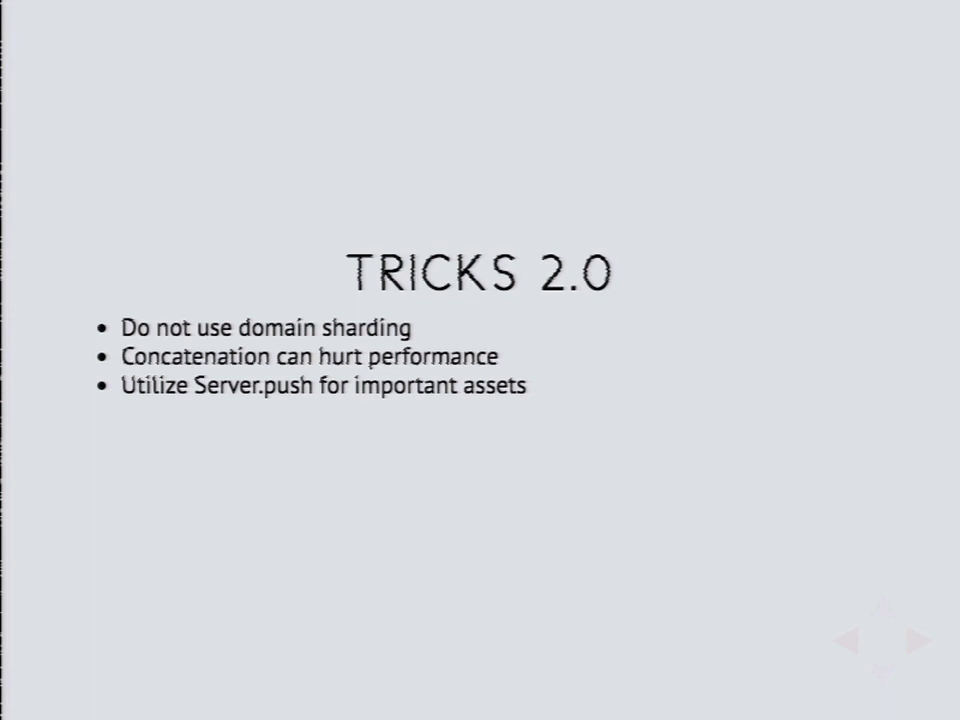 TRICKS 2.0
• Do not use domain sharding
• Concatenation can hurt performance
• Utilize Server.push for important assets